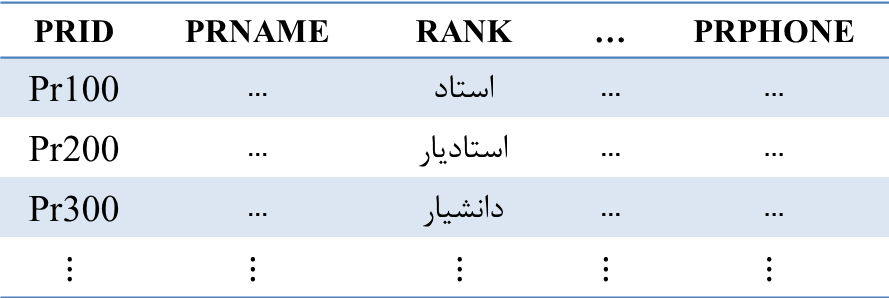 PRID PRNAME RANK ... PRPHONE
Pr100 ... استاد ... ...
Pr200 ... استادیار ... ...
Pr300 ... دانشیار ... ...
⋮ ⋮ ⋮ ⋮ ⋮